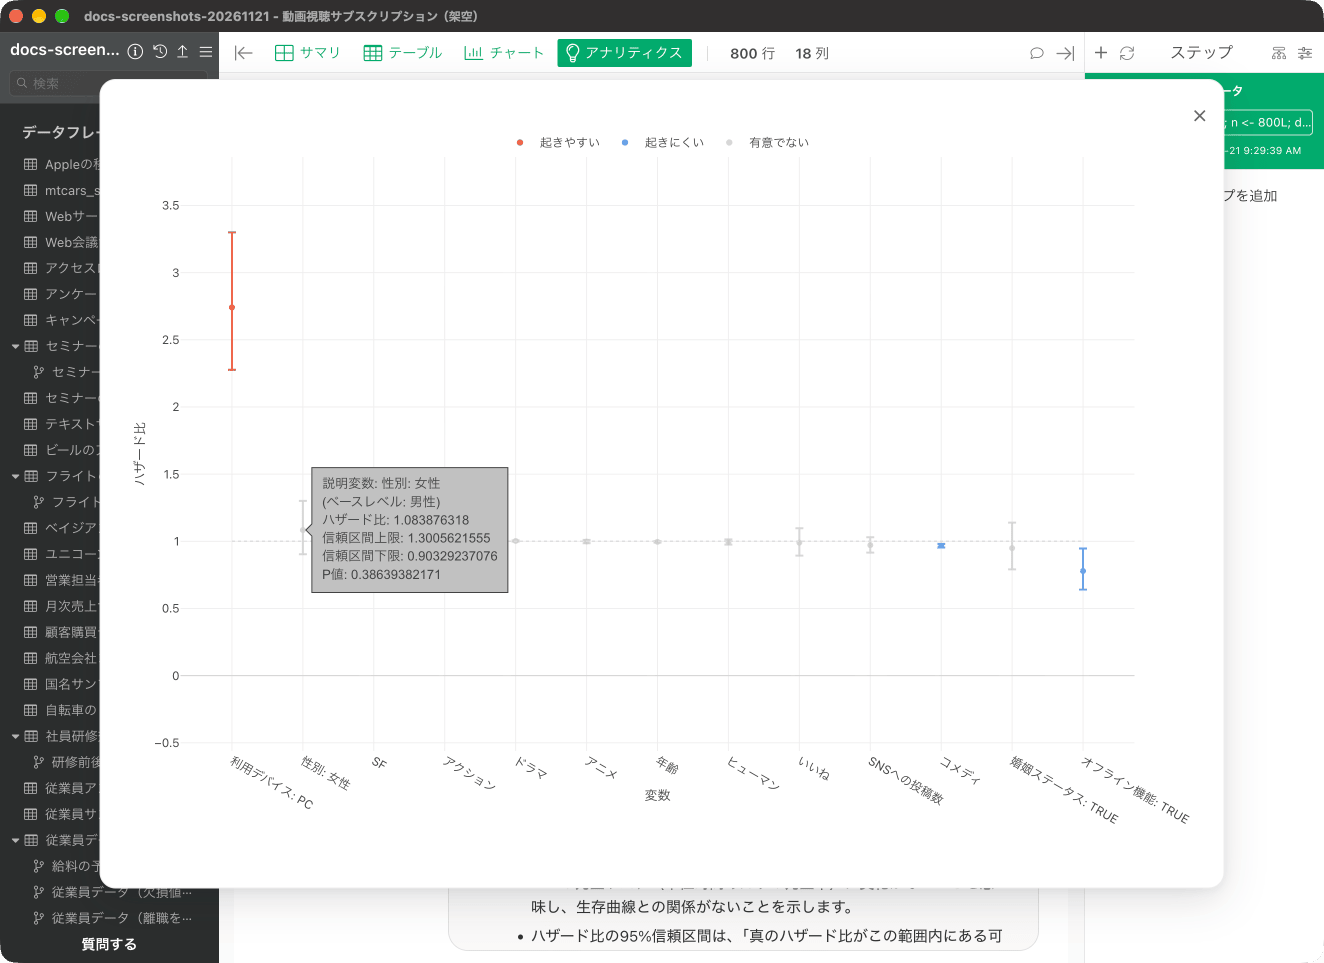 docs-screenshots-20261121 - 動画視聴サブスクリプション（架空）
docs-screen...
サマリ
テーブル
チャート
アナリティクス
800 行
18 列
ステップ
検索
データフレー
Appleの
mtcars_s
Webサー
Web会議
アクセス
アンケー
キャンペ
セミナー
セミナー
セミナー
テキスト
ビールの
フライト
フライト
ベイジア
ユニコー
営業担当
月次売上
顧客購買
航空会社
国名サン
自転車の
社員研修
研修前後
従業員ア
従業員サ
従業員デ
給料の予
従業員データ（欠損値…
従業員データ（離職を…
質問する
ータ
; n <- 800L; d...
-21 9:29:39 AM
プを追加
起きやすい
起きにくい
有意でない
ハザード比
3.5
3
2.5
2
1.5
1
0.5
0
−0.5
説明変数: 性別: 女性
(ベースレベル: 男性)
ハザード比: 1.083876318
信頼区間上限: 1.3005621555
信頼区間下限: 0.90329237076
P値: 0.38639382171
利用デバイス: PC
性別: 女性
SF
アクション
ドラマ
アニメ
年齢
ヒューマン
いいね
SNSへの投稿数
コメディ
婚姻ステータス: TRUE
オフライン機能: TRUE
変数
味し、生存曲線との関係がないことを示します。
• ハザード比の95%信頼区間は、「真のハザード比がこの範囲内にある可